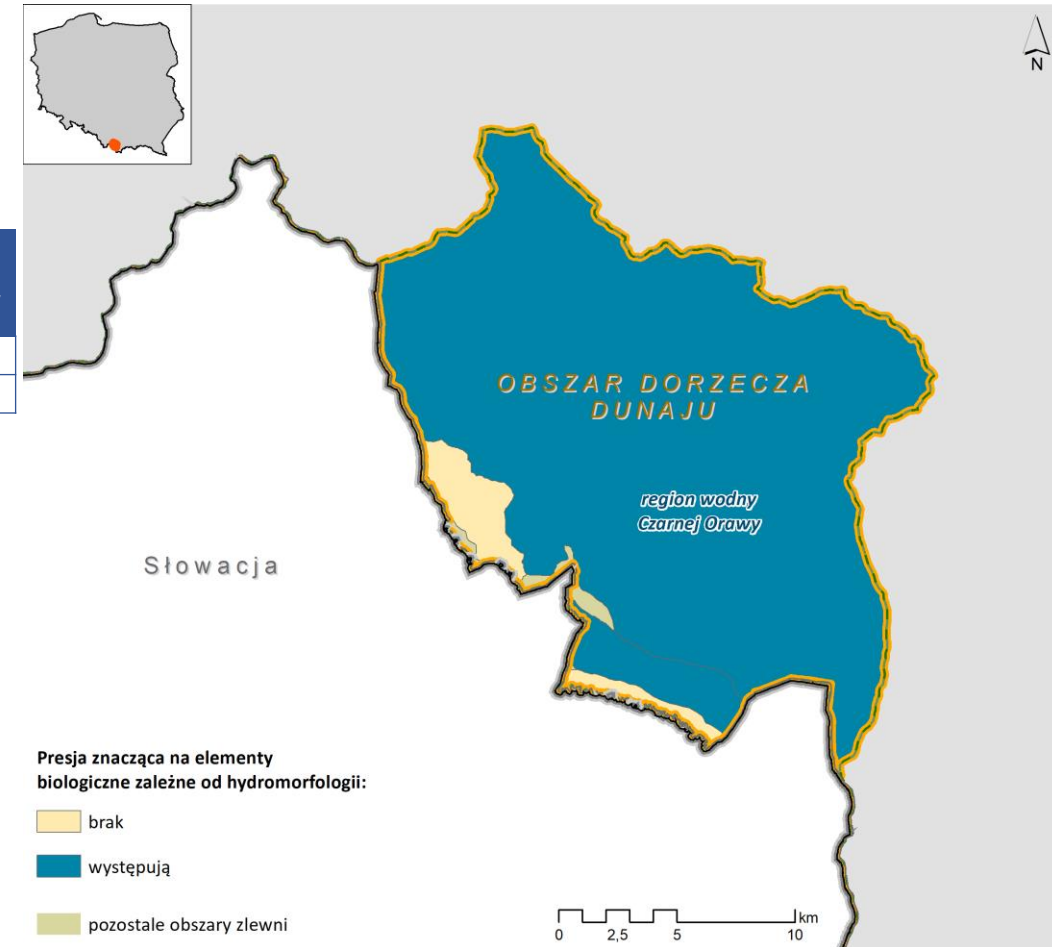 N
OBSZAR DORZECZA
DUNAJU
region wodny
Czarnej Orawy
Słowacja
Presja znacząca na elementy
biologiczne zależne od hydromorfologii:
brak
występują
pozostałe obszary zlewni
km
0 2,5 5 10